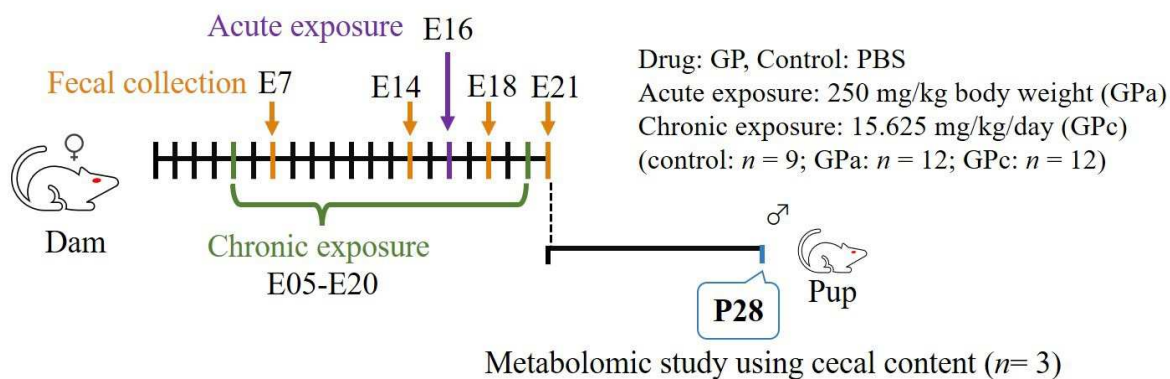 Acute exposure E16
Fecal collection E7 E14 E18 E21
Dam
Chronic exposure
E05-E20
Drug: GP, Control: PBS
Acute exposure: 250 mg/kg body weight (GPa)
Chronic exposure: 15.625 mg/kg/day (GPc)
(control: n = 9; GPa: n = 12; GPc: n = 12)
♀
♂
Pup
P28
Metabolomic study using cecal content (n= 3)